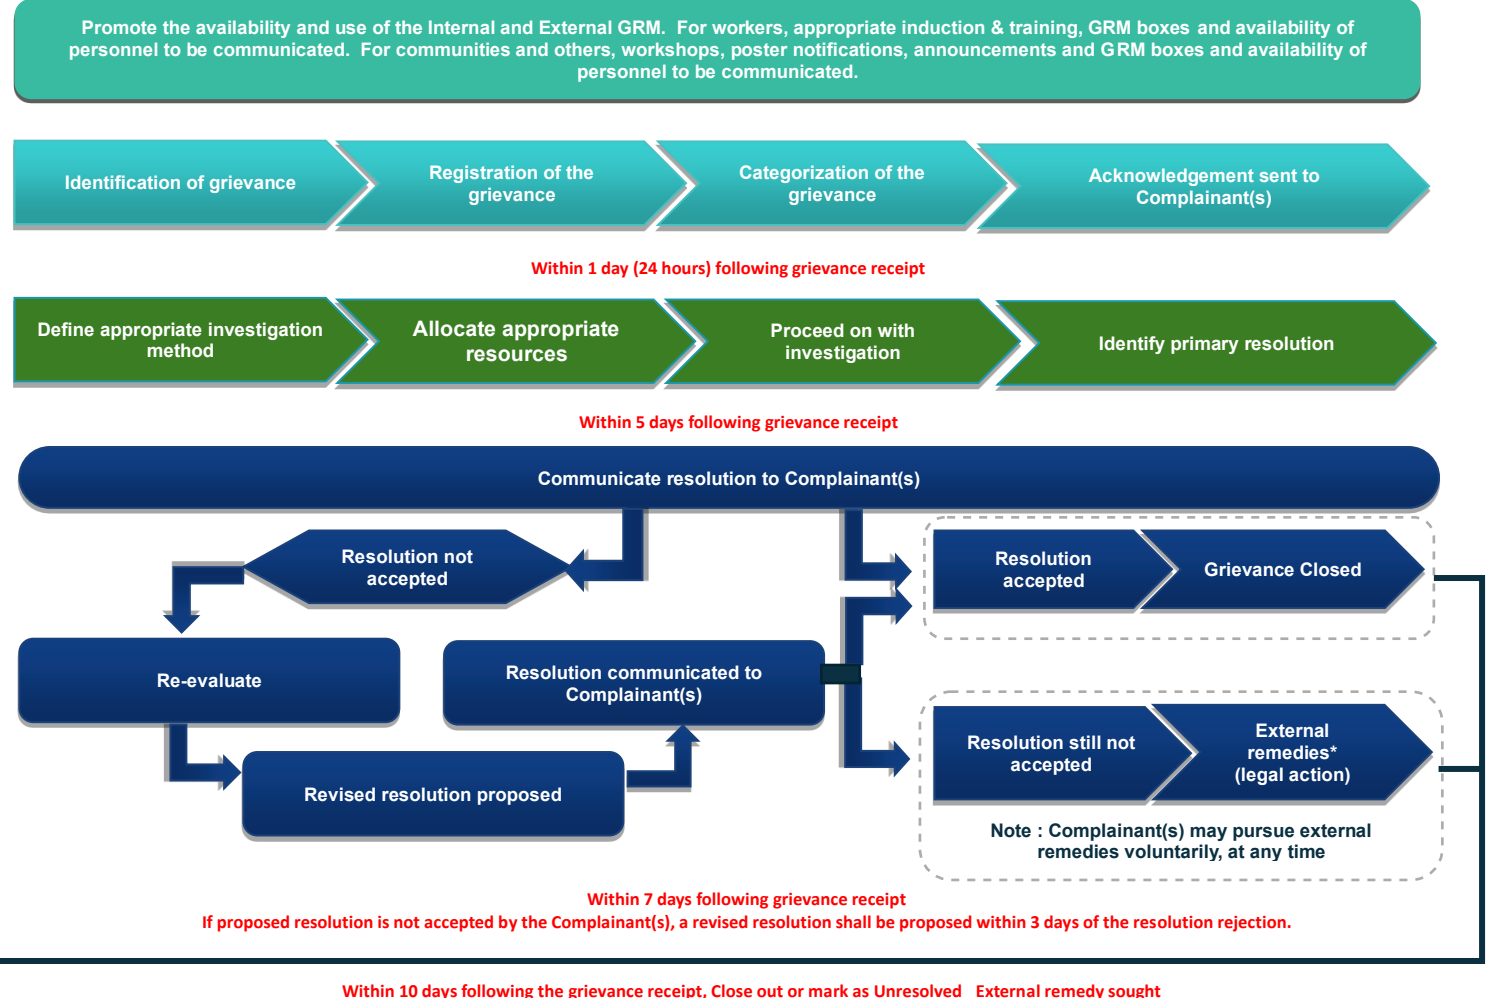 Promote the availability and use of the Internal and External GRM. For workers, appropriate induction & training, GRM boxes and availability of
personnel to be communicated. For communities and others, workshops, poster notifications, announcements and GRM boxes and availability of
personnel to be communicated.
Identification of grievance
Registration of the
grievance
Categorization of the
grievance
Acknowledgement sent to
Complainant(s)
Within 1 day (24 hours) following grievance receipt
Define appropriate investigation
method
Allocate appropriate
resources
Proceed on with
investigation
Identify primary resolution
Within 5 days following grievance receipt
Communicate resolution to Complainant(s)
Resolution not
accepted
Resolution
accepted
Grievance Closed
Re-evaluate
Resolution communicated to
Complainant(s)
Revised resolution proposed
Resolution still not
accepted
External
remedies*
(legal action)
Note : Complainant(s) may pursue external
remedies voluntarily, at any time
Within 7 days following grievance receipt
If proposed resolution is not accepted by the Complainant(s), a revised resolution shall be proposed within 3 days of the resolution rejection.
Within 10 days following the grievance receipt, Close out or mark as Unresolved External remedy sought